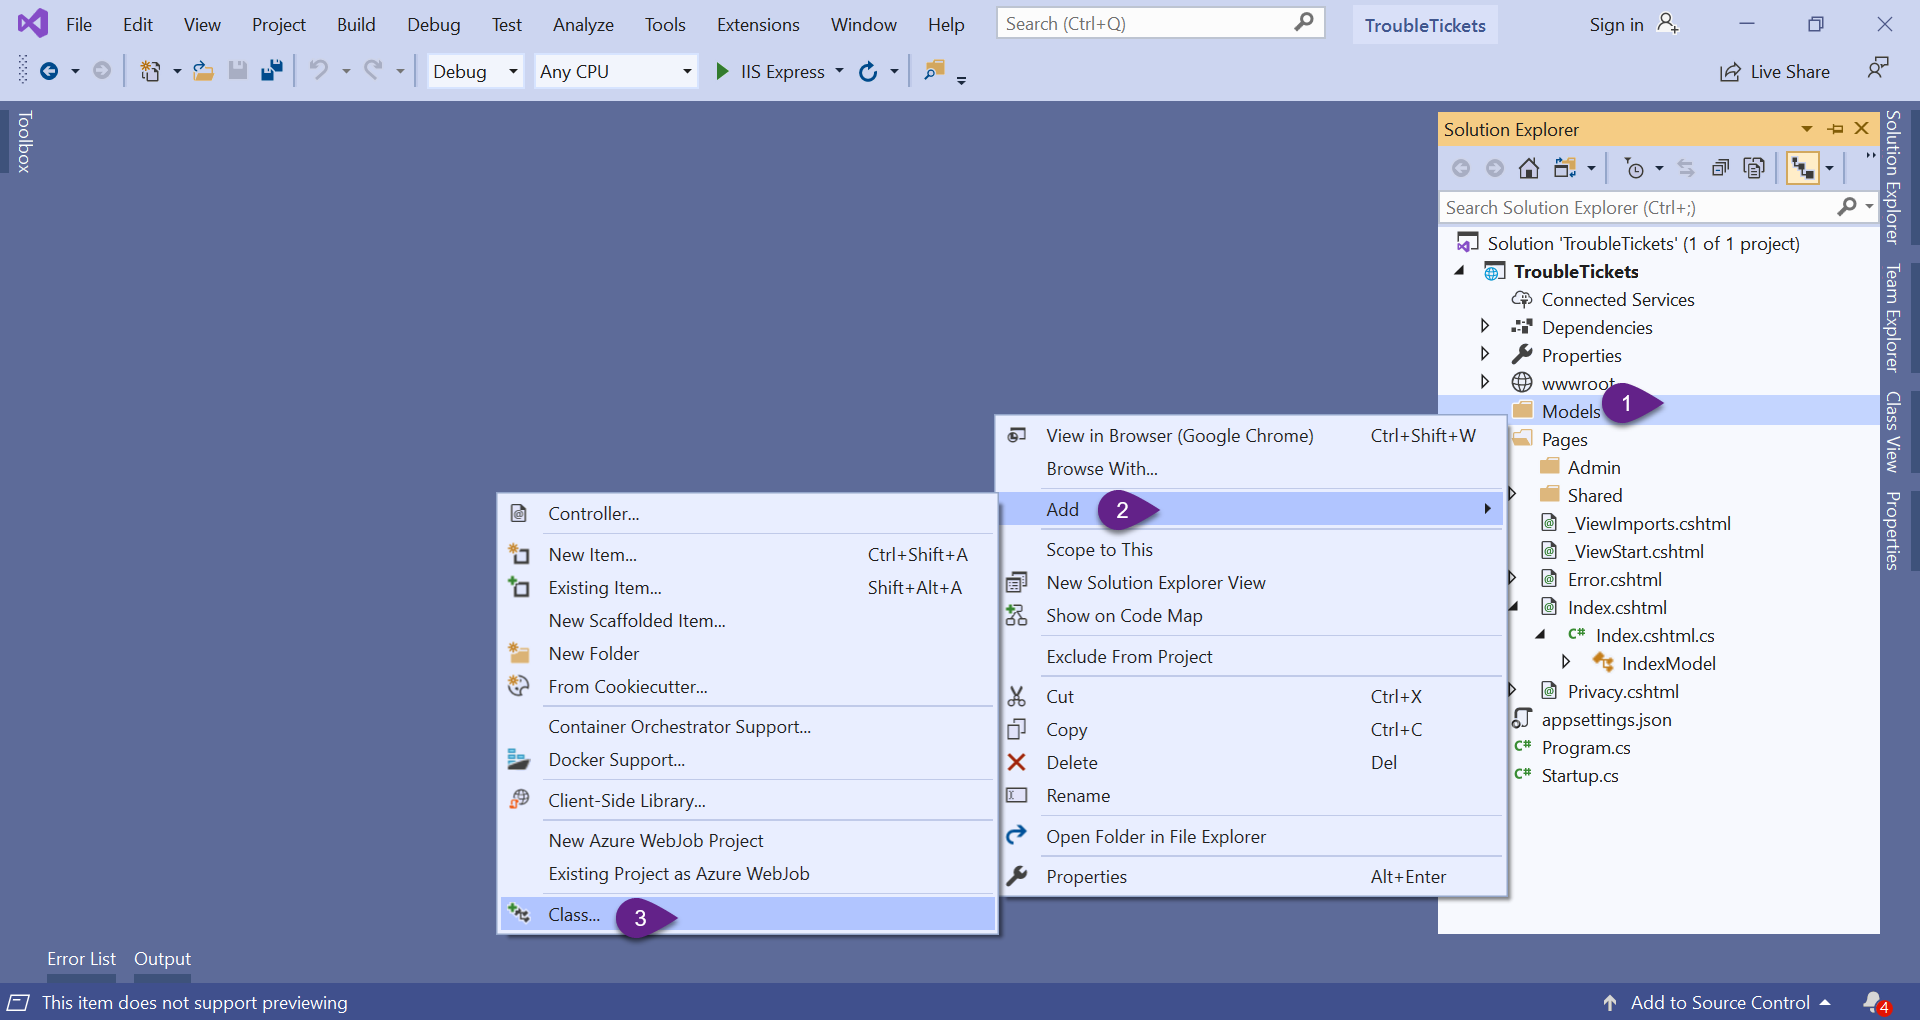 File Edit View Project Build Debug Test Analyze Tools Extensions Window Help Search (Ctrl+Q) TroubleTickets Sign in
Debug Any CPU IIS Express Live Share
Toolbox
Solution Explorer
Search Solution Explorer (Ctrl+;)
Solution 'TroubleTickets' (1 of 1 project)
TroubleTickets
Connected Services
Dependencies
Properties
wwwroot
Models 1
Pages
Admin
Shared
_ViewImports.cshtml
_ViewStart.cshtml
Error.cshtml
Index.cshtml
C# Index.cshtml.cs
IndexModel
Privacy.cshtml
appsettings.json
C# Program.cs
C# Startup.cs
Solution Explorer
Team Explorer
Class View
Properties
View in Browser (Google Chrome) Ctrl+Shift+W
Browse With...
Add 2
Scope to This
New Solution Explorer View
Show on Code Map
Exclude From Project
Cut Ctrl+X
Copy Ctrl+C
Delete Del
Rename
Open Folder in File Explorer
Properties Alt+Enter
Controller...
New Item... Ctrl+Shift+A
Existing Item... Shift+Alt+A
New Scaffolded Item...
New Folder
From Cookiecutter...
Container Orchestrator Support...
Docker Support...
Client-Side Library...
New Azure WebJob Project
Existing Project as Azure WebJob
Class... 3
Error List Output
This item does not support previewing Add to Source Control 4